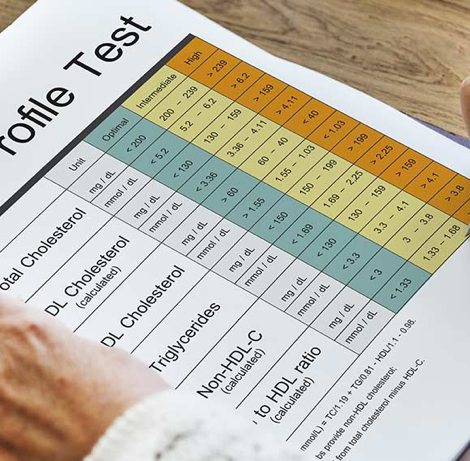 rofile Test
Unit Optimal Intermediate High
otal Cholesterol
mg / dL < 200 200 - 239 > 239
mmol / dL < 5.2 5.2 - 6.2 > 6.2
DL Cholesterol
(calculated)
mg / dL < 130 130 - 159 > 159
mmol / dL < 3.36 3.36 - 4.11 > 4.11
DL Cholesterol
mg / dL > 60 60 - 40 < 40
mmol / dL > 1.55 1.55 - 1.03 < 1.03
Triglycerides
mg / dL < 150 150 - 199 > 199
mmol / dL < 1.69 1.69 - 2.25 > 2.25
Non-HDL-C
(calculated)
mg / dL < 130 130 - 159 > 159
mmol / dL < 3.3 3.3 - 4.1 > 4.1
to HDL ratio
(calculated)
mg / dL < 3 3 - 3.8 > 3.8
mmol / dL < 1.33 1.33 - 1.68
mmol/L) = TC/1.19 + TG/0.81 - HDL/1.1 - 0.98.
bs provide non-HDL cholesterol:
from total cholesterol minus HDL-C.